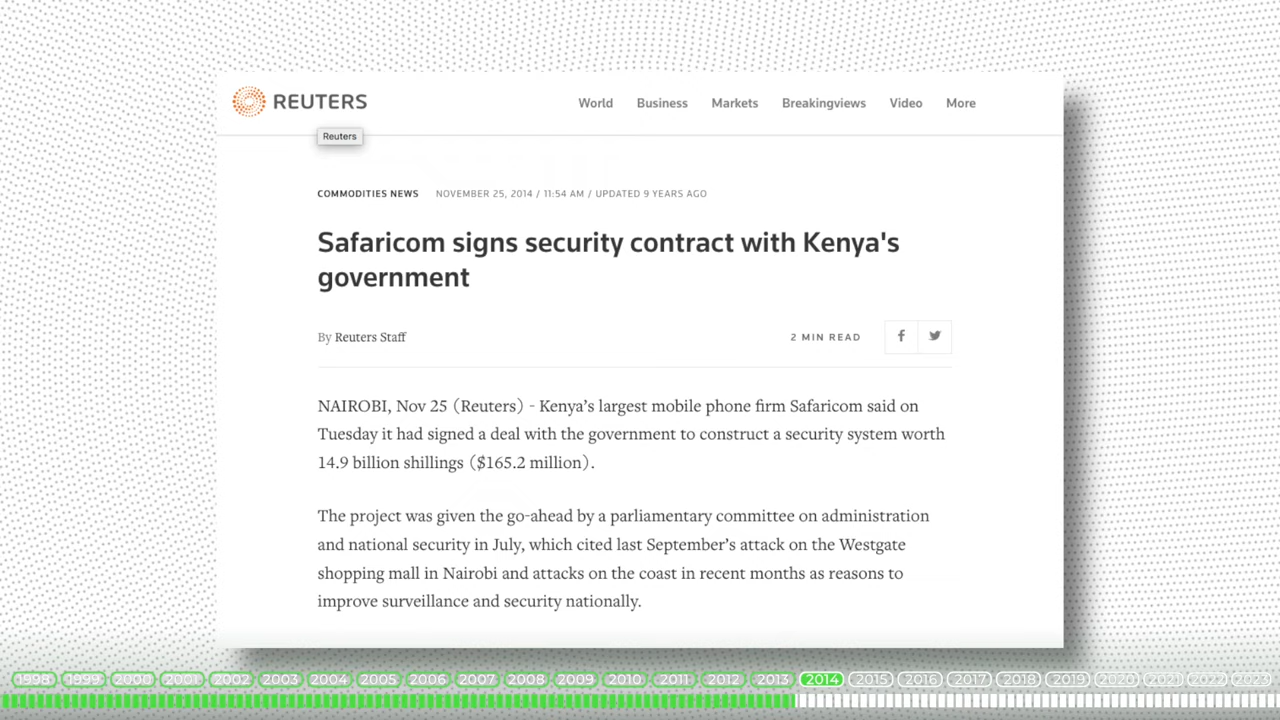 REUTERS
World Business Markets Breakingviews Video More
Reuters
COMMODITIES NEWS NOVEMBER 25, 2014 / 11:54 AM / UPDATED 9 YEARS AGO
Safaricom signs security contract with Kenya's
government
By Reuters Staff
2 MIN READ
NAIROBI, Nov 25 (Reuters) - Kenya’s largest mobile phone firm Safaricom said on
Tuesday it had signed a deal with the government to construct a security system worth
14.9 billion shillings ($165.2 million).
The project was given the go-ahead by a parliamentary committee on administration
and national security in July, which cited last September’s attack on the Westgate
shopping mall in Nairobi and attacks on the coast in recent months as reasons to
improve surveillance and security nationally.
1998 1999 2000 2001 2002 2003 2004 2005 2006 2007 2008 2009 2010 2011 2012 2013 2014 2015 2016 2017 2018 2019 2020 2021 2022 2023